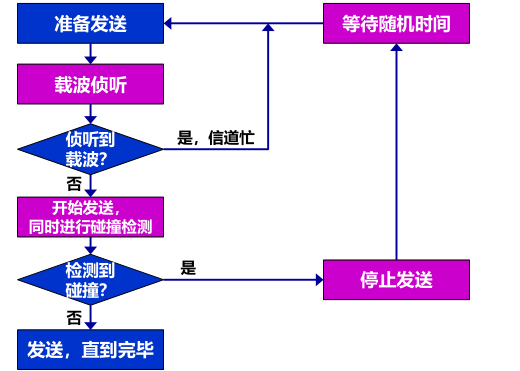 准备发送
等待随机时间
载波侦听
侦听到
载波？
是，信道忙
否
开始发送，
同时进行碰撞检测
检测到
碰撞？
是
停止发送
否
发送，直到完毕